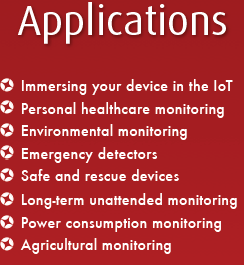 Applications
Immersing your device in the IoT
Personal healthcare monitoring
Environmental monitoring
Emergency detectors
Safe and rescue devices
Long-term unattended monitoring
Power consumption monitoring
Agricultural monitoring